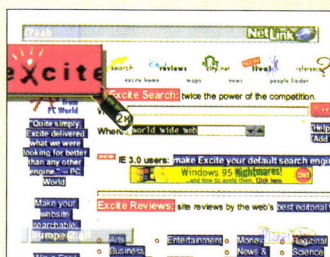 NetLink
excite
search
reviews
city.net
live!
reference
excite home
maps
news
people finder
Excite Search: twice the power of the competition.
from
PC World
"Quite simply,
Excite delivered
what we were
looking for better
than any other
engine." – PC
World
2x
Where: world wide web
Help
Add
new
IE 3.0 users: make Excite your default search engi
Windows 95 Nightmares!
...and how to avoid them. Click here.
Make your
website
searchable.
Excite Reviews: site reviews by the web's best editorial
Arts
Entertainment
Money
Regional
Business
News &
Science